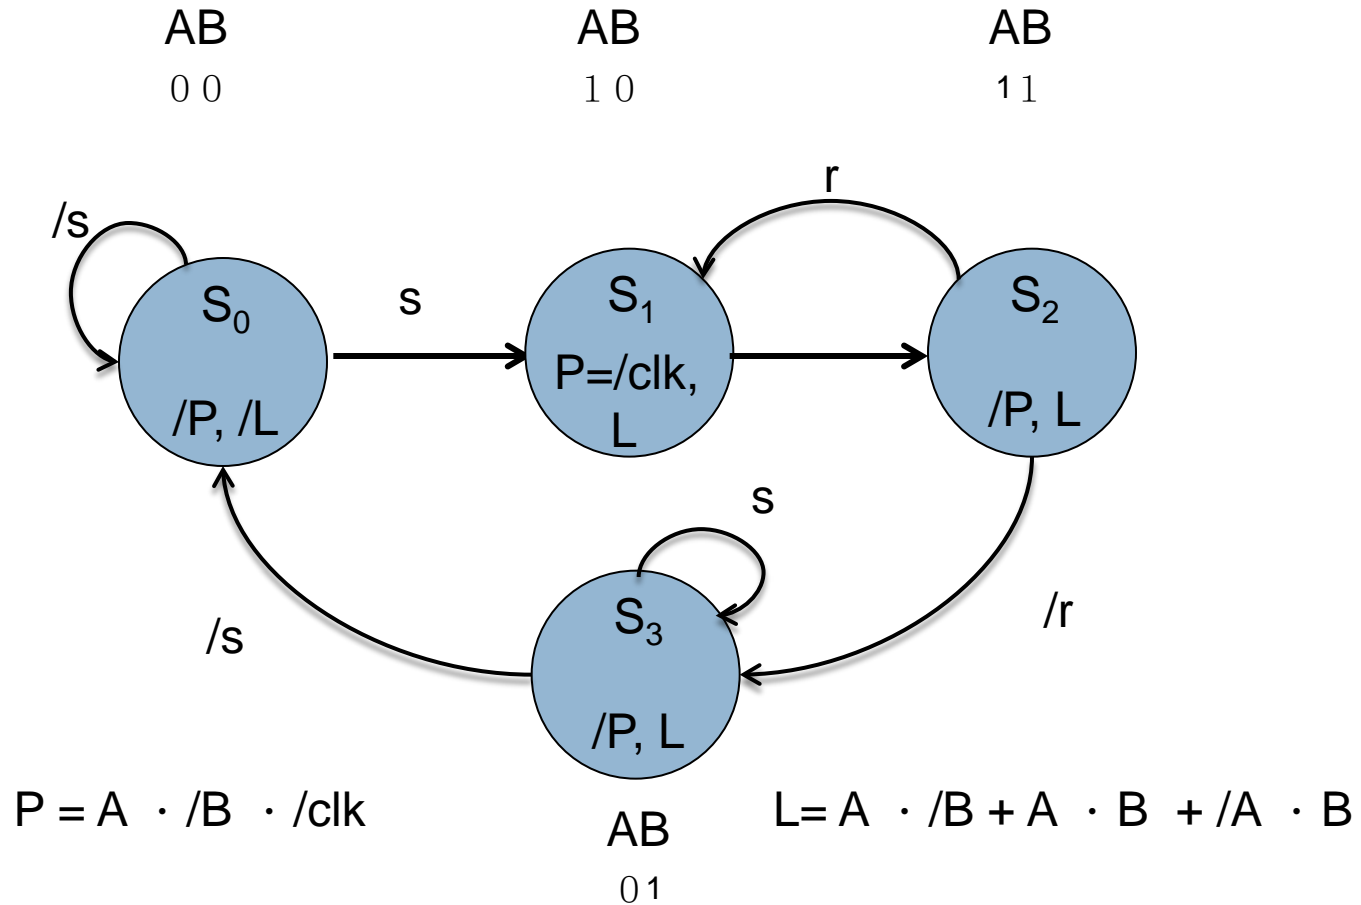 AB AB AB
0 0 1 0 1 1
r
/s
S0 s S1 S2
P=/clk,
L
/P, /L /P, L
s
S3
/s /r
/P, L
P = A · /B · /clk L= A · /B + A · B + /A · B
AB
0 1